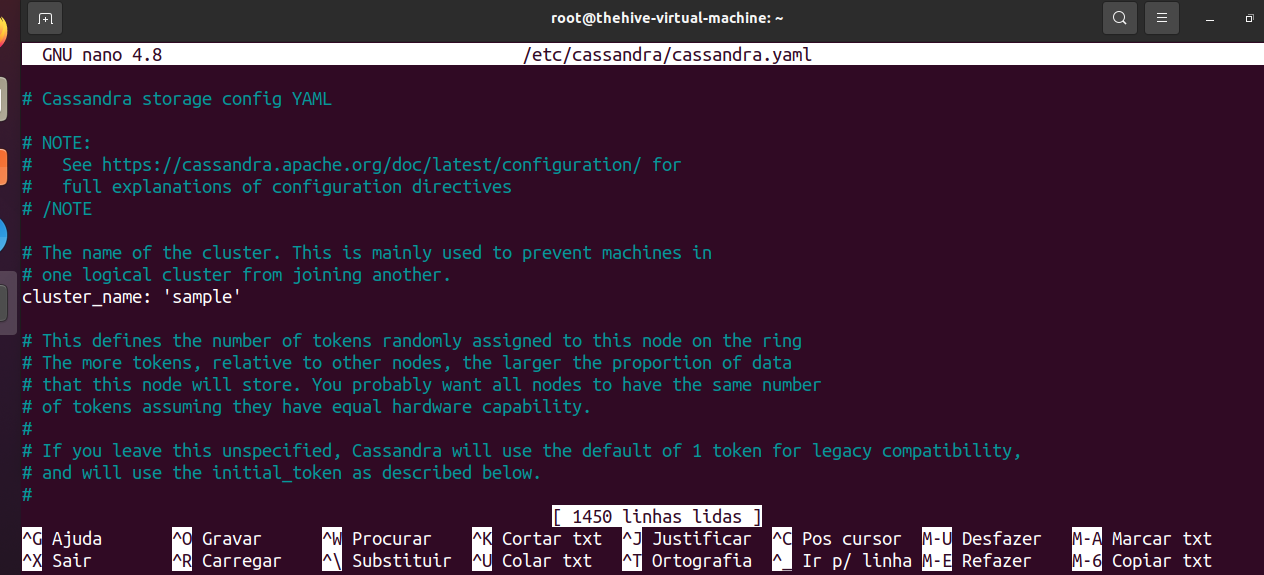 root@thehive-virtual-machine: ~
GNU nano 4.8 /etc/cassandra/cassandra.yaml
# Cassandra storage config YAML
# NOTE:
#   See https://cassandra.apache.org/doc/latest/configuration/ for
#   full explanations of configuration directives
# /NOTE
# The name of the cluster. This is mainly used to prevent machines in
# one logical cluster from joining another.
cluster_name: 'sample'
# This defines the number of tokens randomly assigned to this node on the ring
# The more tokens, relative to other nodes, the larger the proportion of data
# that this node will store. You probably want all nodes to have the same number
# of tokens assuming they have equal hardware capability.
#
# If you leave this unspecified, Cassandra will use the default of 1 token for legacy compatibility,
# and will use the initial_token as described below.
#
[ 1450 linhas lidas ]
^G Ajuda ^O Gravar ^W Procurar ^K Cortar txt ^J Justificar ^C Pos cursor M-U Desfazer M-A Marcar txt
^X Sair ^R Carregar ^\ Substituir ^U Colar txt ^T Ortografia ^_ Ir p/ linha M-E Refazer M-6 Copiar txt